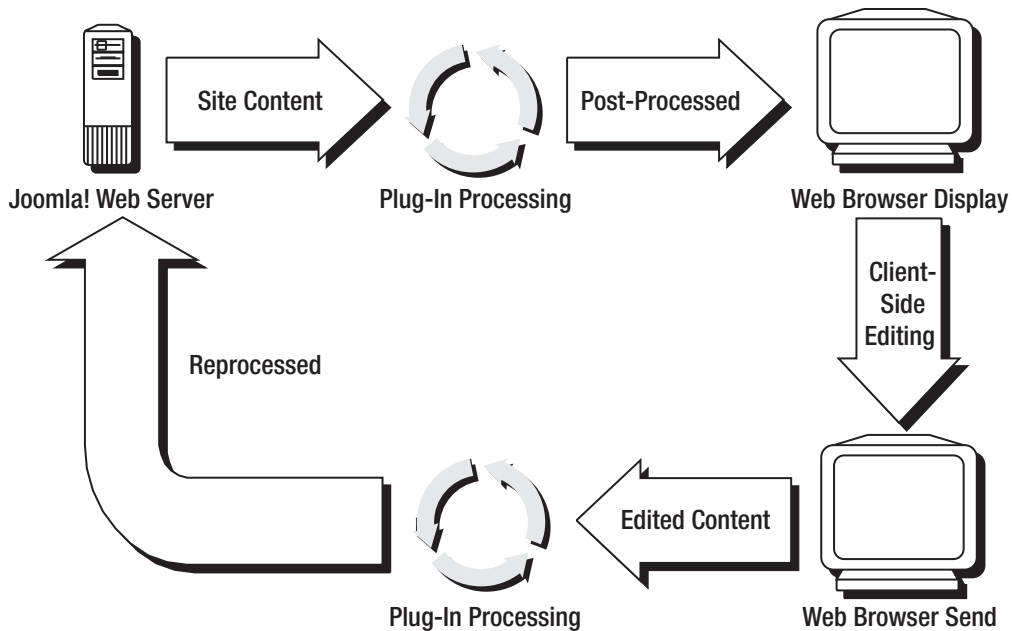 Site Content
Post-Processed
Joomla! Web Server
Plug-In Processing
Web Browser Display
Client-
Side
Editing
Reprocessed
Edited Content
Plug-In Processing
Web Browser Send